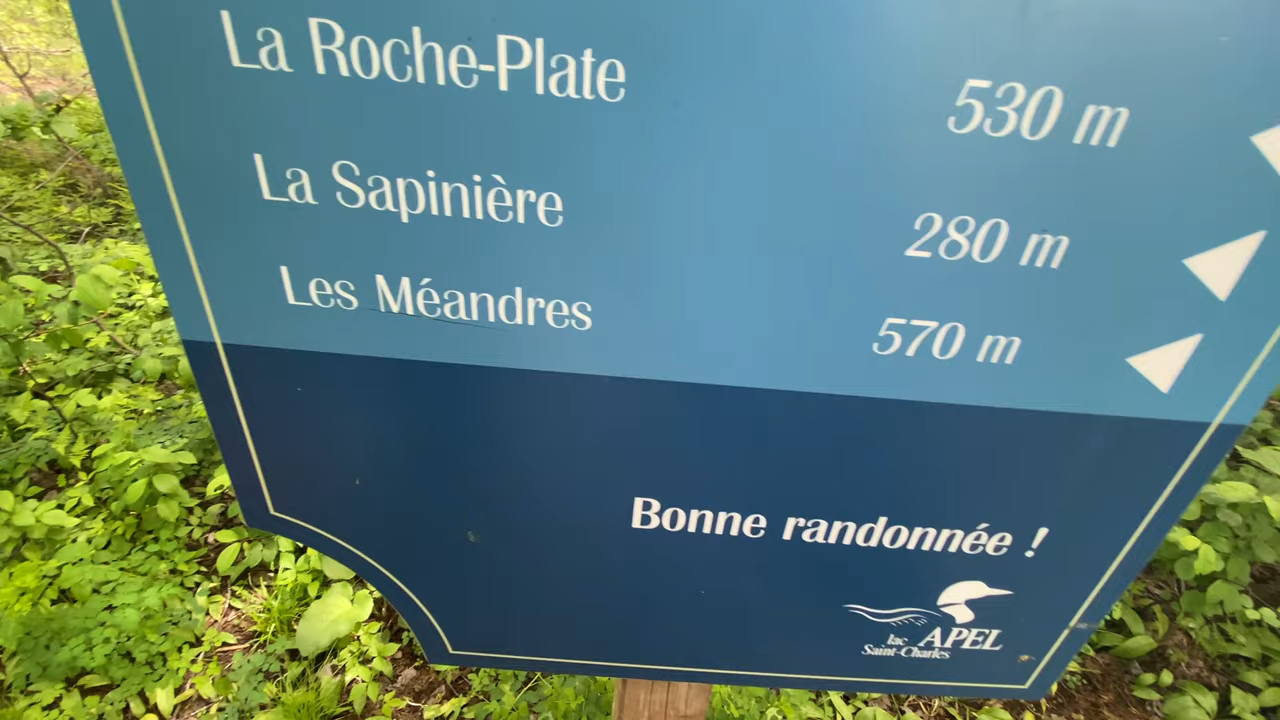 La Roche-Plate 530 m
La Sapinière 280 m
Les Méandres 570 m
Bonne randonnée !
lac APEL
Saint-Charles